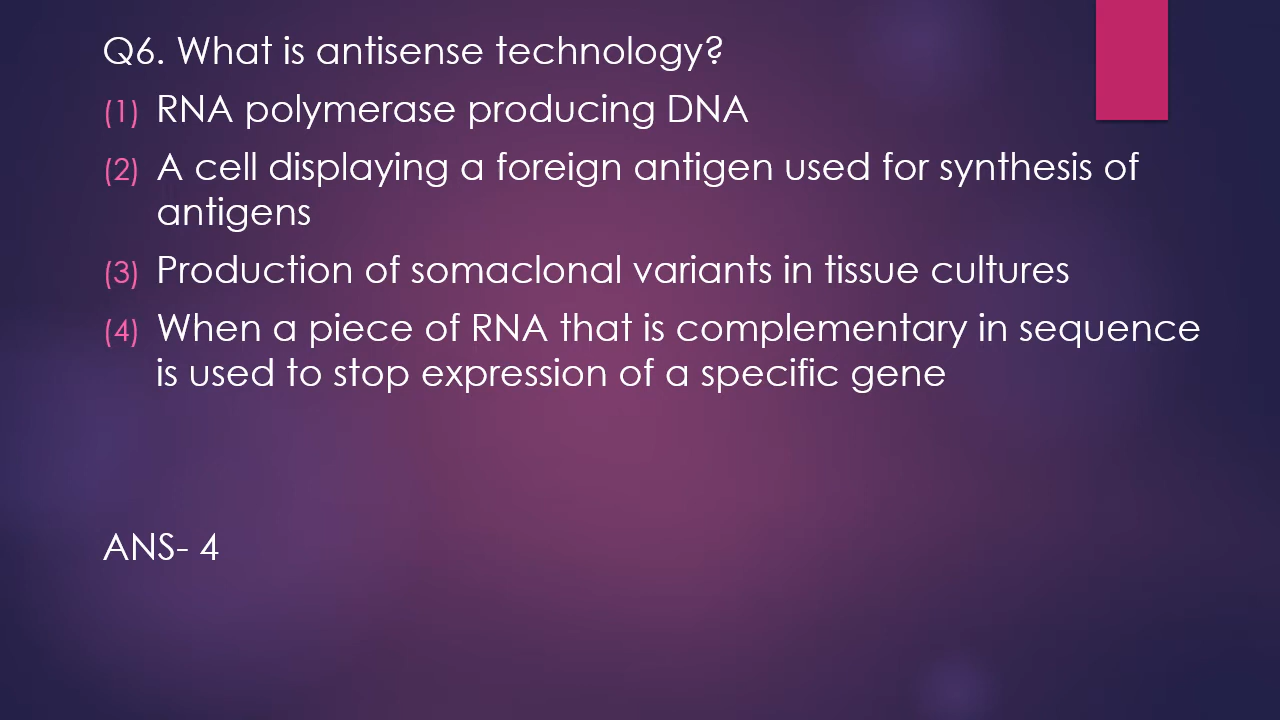 Q6. What is antisense technology?
(1) RNA polymerase producing DNA
(2) A cell displaying a foreign antigen used for synthesis of
antigens
(3) Production of somaclonal variants in tissue cultures
(4) When a piece of RNA that is complementary in sequence
is used to stop expression of a specific gene
ANS- 4